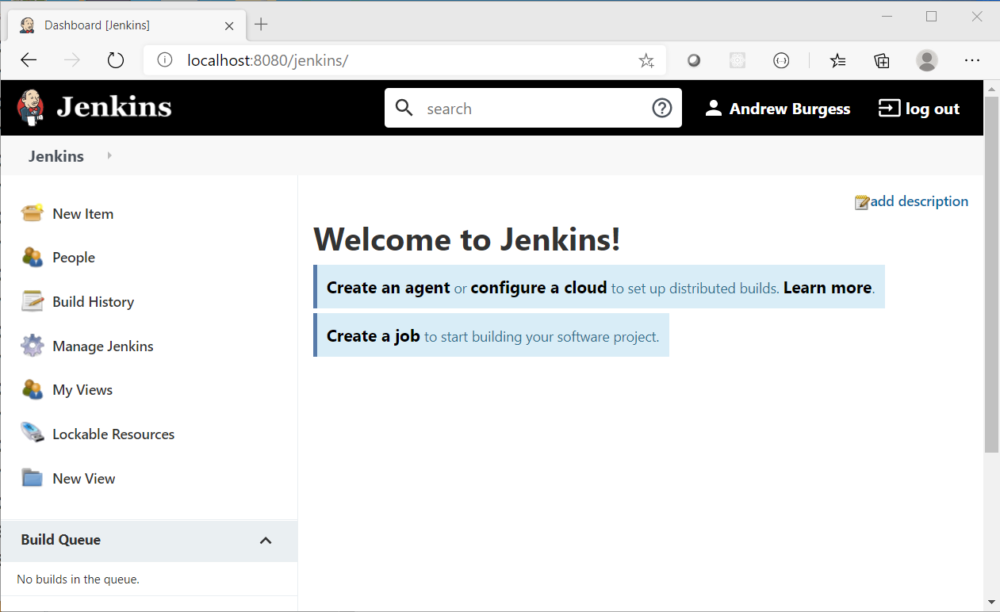 Dashboard [Jenkins]
localhost:8080/jenkins/
Jenkins
search
Andrew Burgess
log out
Jenkins
add description
New Item
People
Build History
Manage Jenkins
My Views
Lockable Resources
New View
Build Queue
No builds in the queue.
Welcome to Jenkins!
Create an agent or configure a cloud to set up distributed builds. Learn more.
Create a job to start building your software project.